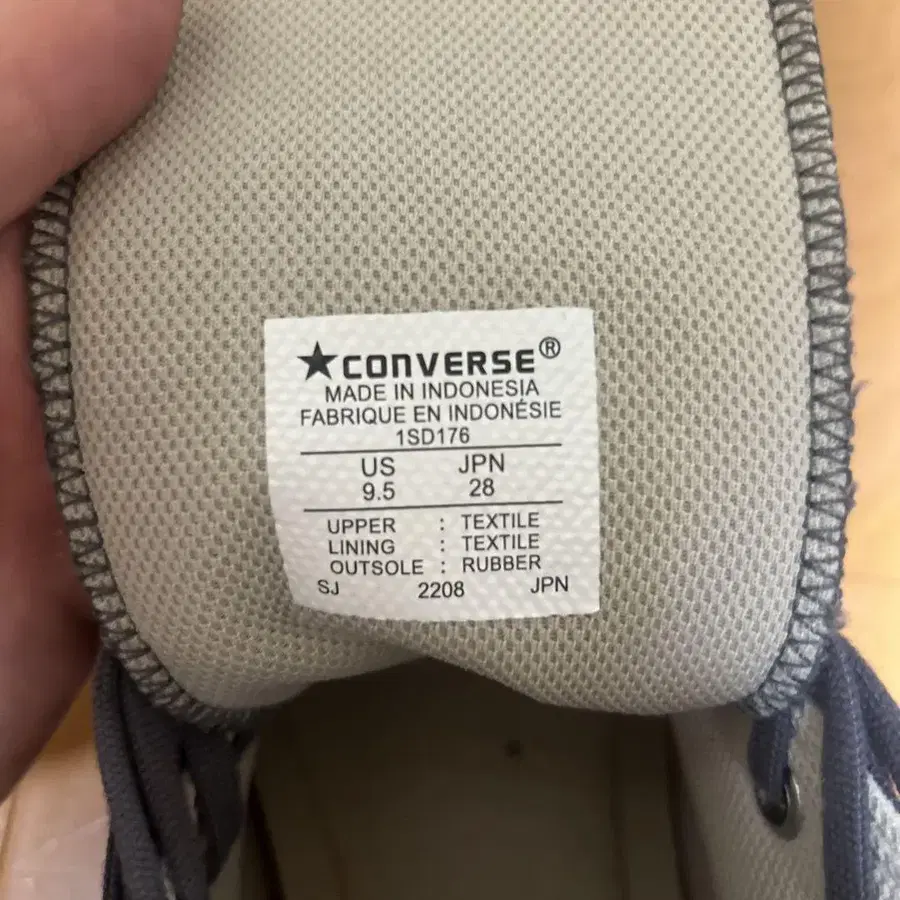 ★CONVERSE®
MADE IN INDONESIA
FABRIQUE EN INDONÉSIE
1SD176
US JPN
9.5 28
UPPER : TEXTILE
LINING : TEXTILE
OUTSOLE : RUBBER
SJ 2208 JPN